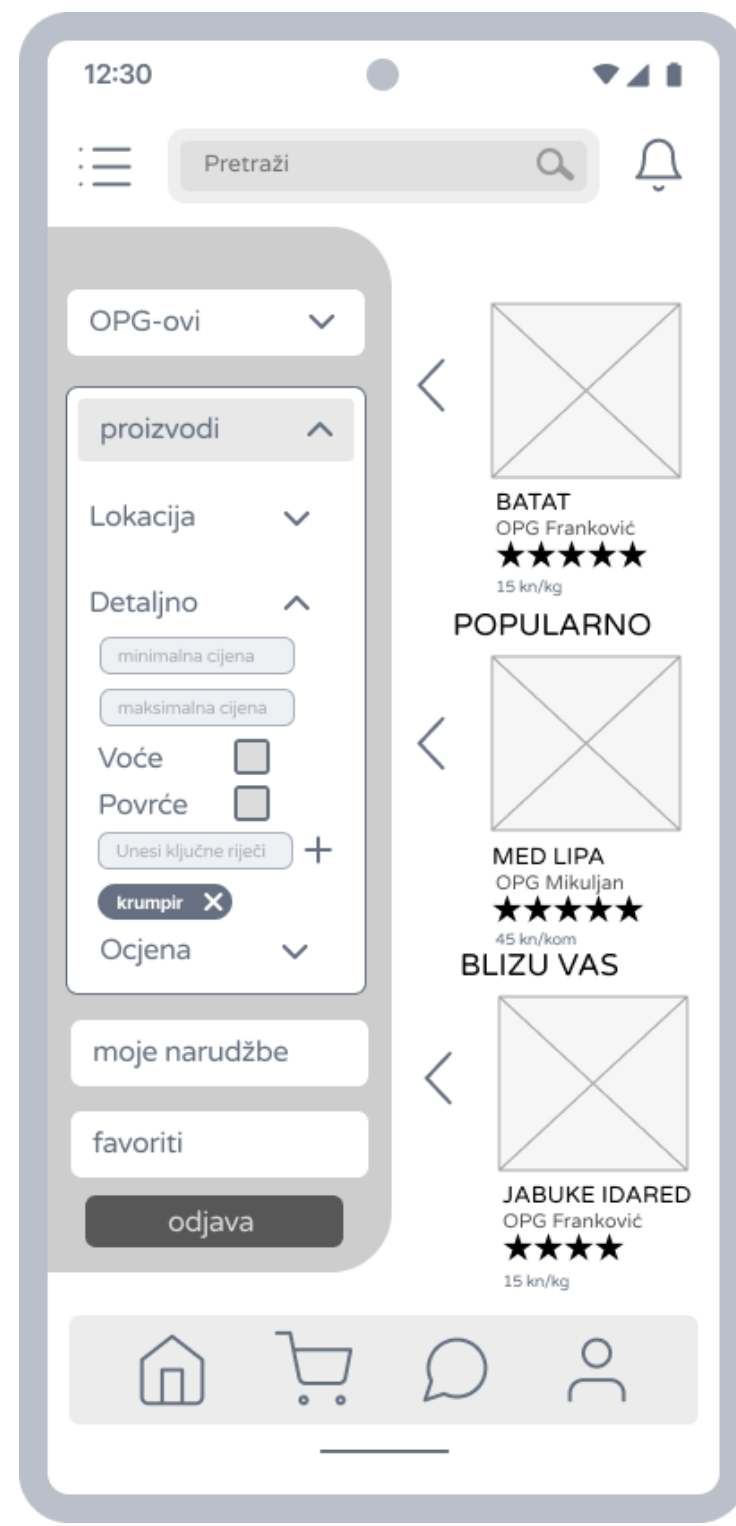 12:30
Pretraži
OPG-ovi
proizvodi
Lokacija
Detaljno
minimalna cijena
maksimalna cijena
Voće
Povrće
Unesi ključne riječi
krumpir
Ocjena
moje narudžbe
favoriti
odjava
BATAT
OPG Franković
15 kn/kg
POPULARNO
MED LIPA
OPG Mikuljan
45 kn/kom
BLIZU VAS
JABUKE IDARED
OPG Franković
15 kn/kg